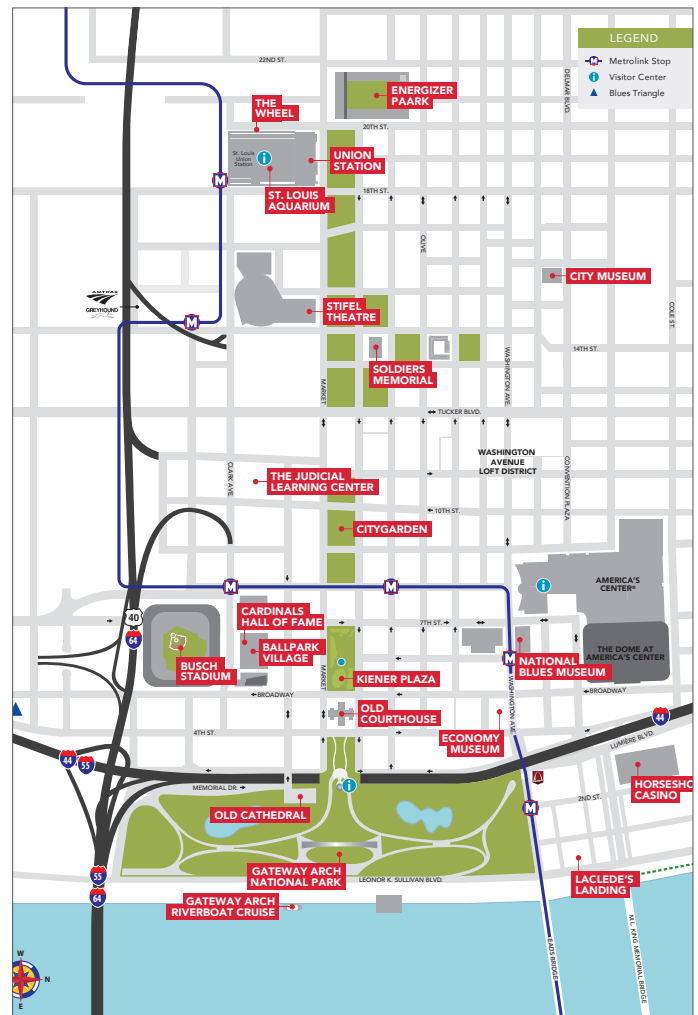 LEGEND
Metrolink Stop
Visitor Center
Blues Triangle
22ND ST.
DELMAR BLVD.
ENERGIZER
PAARK
THE
WHEEL
20TH ST.
St. Louis
Union
Station
UNION
STATION
ST. LOUIS
AQUARIUM
18TH ST.
M
OLIVE
CITY MUSEUM
AMTRAK
GREYHOUND
STIFEL
THEATRE
COLE ST.
M
SOLDIERS
MEMORIAL
14TH ST.
WASHINGTON AVE.
MARKET
TUCKER BLVD.
WASHINGTON
AVENUE
LOFT DISTRICT
CLARK AVE.
THE JUDICIAL
LEARNING CENTER
CONVENTION PLAZA
10TH ST.
CITYGARDEN
M
M
AMERICA'S
CENTER®
40
64
CARDINALS
HALL OF FAME
7TH ST.
BALLPARK
VILLAGE
BUSCH
STADIUM
MARKET
KIENER PLAZA
M
NATIONAL
BLUES MUSEUM
THE DOME AT
AMERICA'S CENTER
BROADWAY
BROADWAY
WASHINGTON AVE.
OLD
COURTHOUSE
44
4TH ST.
ECONOMY
MUSEUM
LUMIÈRE BLVD.
44
55
MEMORIAL DR.
HORSESHO
CASINO
2ND ST.
M
OLD CATHEDRAL
GATEWAY ARCH
NATIONAL PARK
LEONOR K. SULLIVAN BLVD.
LACLEDE'S
LANDING
55
64
GATEWAY ARCH
RIVERBOAT CRUISE
EADS BRIDGE
M.L. KING MEMORIAL BRIDGE
W
N
E